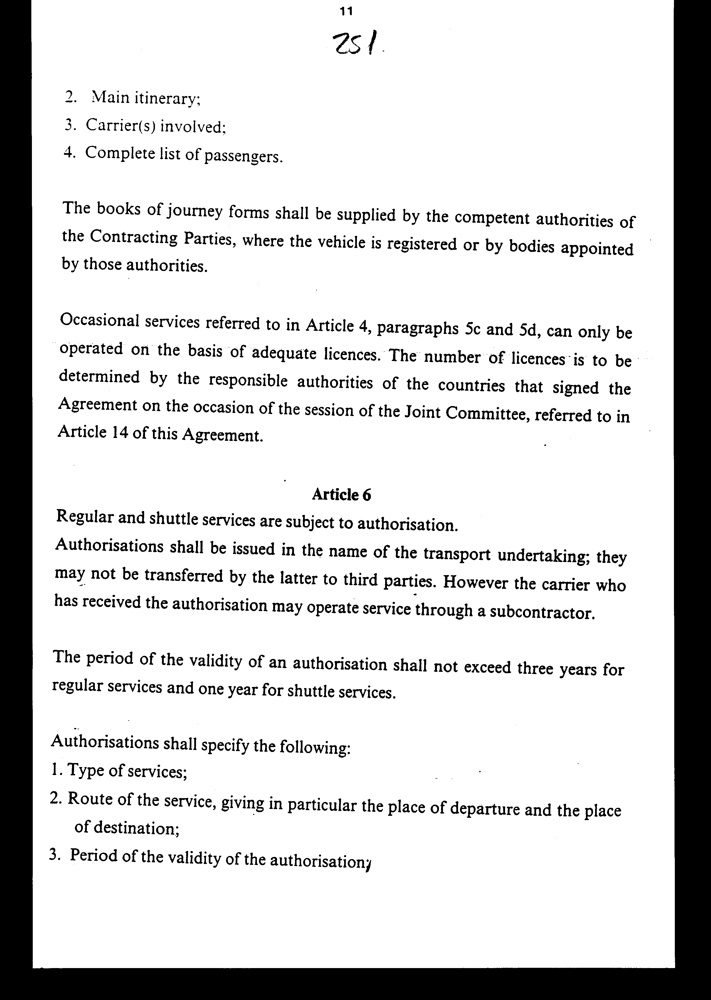 11
251.
2. Main itinerary;
3. Carrier(s) involved;
4. Complete list of passengers.
The books of journey forms shall be supplied by the competent authorities of
the Contracting Parties, where the vehicle is registered or by bodies appointed
by those authorities.
Occasional services referred to in Article 4, paragraphs 5c and 5d, can only be
operated on the basis of adequate licences. The number of licences is to be
determined by the responsible authorities of the countries that signed the
Agreement on the occasion of the session of the Joint Committee, referred to in
Article 14 of this Agreement.
Article 6
Regular and shuttle services are subject to authorisation.
Authorisations shall be issued in the name of the transport undertaking; they
may not be transferred by the latter to third parties. However the carrier who
has received the authorisation may operate service through a subcontractor.
The period of the validity of an authorisation shall not exceed three years for
regular services and one year for shuttle services.
Authorisations shall specify the following:
1. Type of services;
2. Route of the service, giving in particular the place of departure and the place
of destination;
3. Period of the validity of the authorisation;